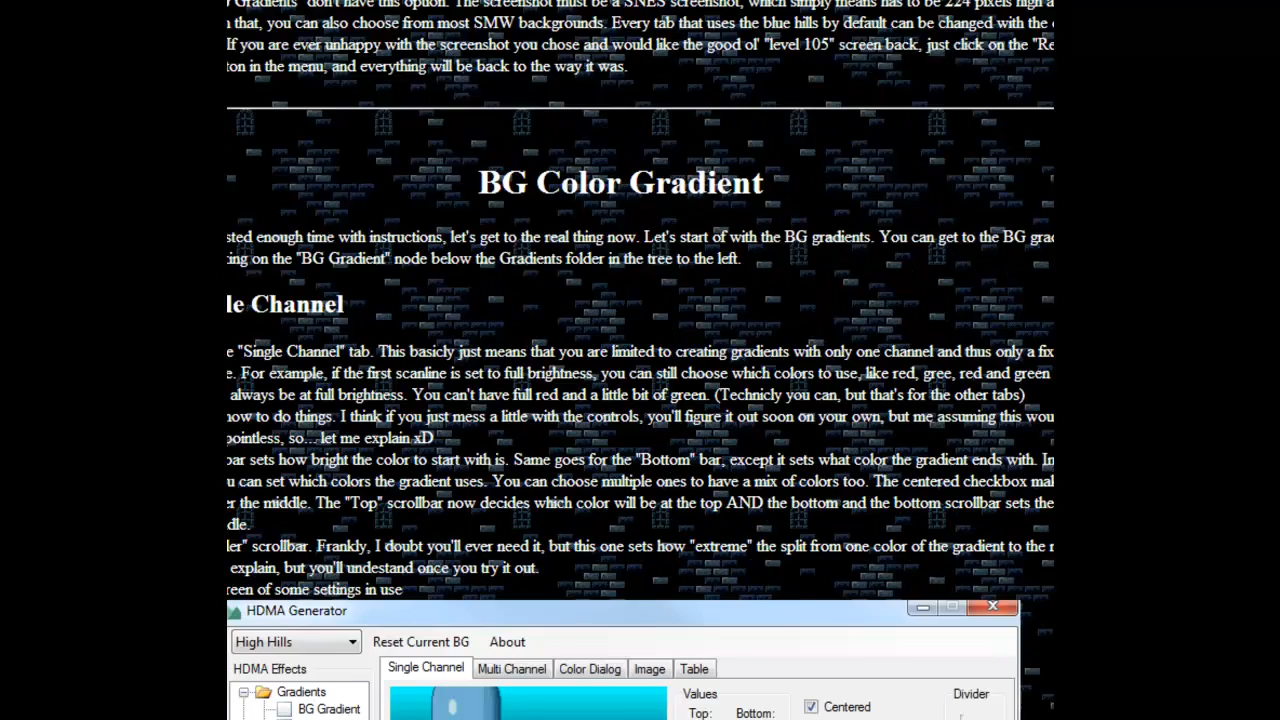 r Gradients" don't have this option. The screenshot must be a SNES screenshot, which simply means has to be 224 pixels high a
n that, you can also choose from most SMW backgrounds. Every tab that uses the blue hills by default can be changed with the
If you are ever unhappy with the screenshot you chose and would like the good ol' "level 105" screen back, just click on the "Re
ton in the menu, and everything will be back to the way it was.
BG Color Gradient
sted enough time with instructions, let's get to the real thing now. Let's start of with the BG gradients. You can get to the BG grac
ing on the "BG Gradient" node below the Gradients folder in the tree to the left.
le Channel
e "Single Channel" tab. This basicly just means that you are limited to creating gradients with only one channel and thus only a fix
e. For example, if the first scanline is set to full brightness, you can still choose which colors to use, like red, gree, red and green
always be at full brightness. You can't have full red and a little bit of green. (Technicly you can, but that's for the other tabs)
now to do things. I think if you just mess a little with the controls, you'll figure it out soon on your own, but me assuming this wou
pointless, so... let me explain xD
bar sets how bright the color to start with is. Same goes for the "Bottom" bar, except it sets what color the gradient ends with. In
u can set which colors the gradient uses. You can choose multiple ones to have a mix of colors too. The centered checkbox mak
er the middle. The "Top" scrollbar now decides which color will be at the top AND the bottom and the bottom scrollbar sets the
dle.
ler" scrollbar. Frankly, I doubt you'll ever need it, but this one sets how "extreme" the split from one color of the gradient to the n
explain, but you'll undestand once you try it out.
reen of some settings in use
HDMA Generator
High Hills Reset Current BG About
HDMA Effects Single Channel Multi Channel Color Dialog Image Table
Gradients Values Divider
BG Gradient Top: Bottom: Centered